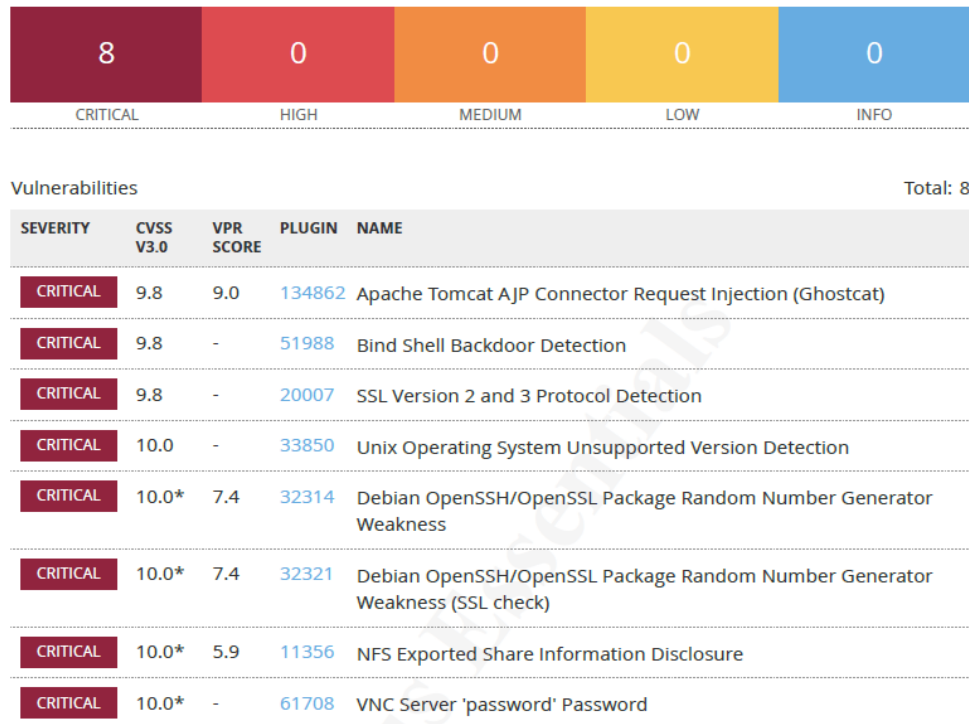 8 0 0 0 0
CRITICAL HIGH MEDIUM LOW INFO
Vulnerabilities Total: 8
SEVERITY CVSS V3.0 VPR SCORE PLUGIN NAME
CRITICAL 9.8 9.0 134862 Apache Tomcat AJP Connector Request Injection (Ghostcat)
CRITICAL 9.8 - 51988 Bind Shell Backdoor Detection
CRITICAL 9.8 - 20007 SSL Version 2 and 3 Protocol Detection
CRITICAL 10.0 - 33850 Unix Operating System Unsupported Version Detection
CRITICAL 10.0* 7.4 32314 Debian OpenSSH/OpenSSL Package Random Number Generator
Weakness
CRITICAL 10.0* 7.4 32321 Debian OpenSSH/OpenSSL Package Random Number Generator
Weakness (SSL check)
CRITICAL 10.0* 5.9 11356 NFS Exported Share Information Disclosure
CRITICAL 10.0* - 61708 VNC Server 'password' Password
Essentials